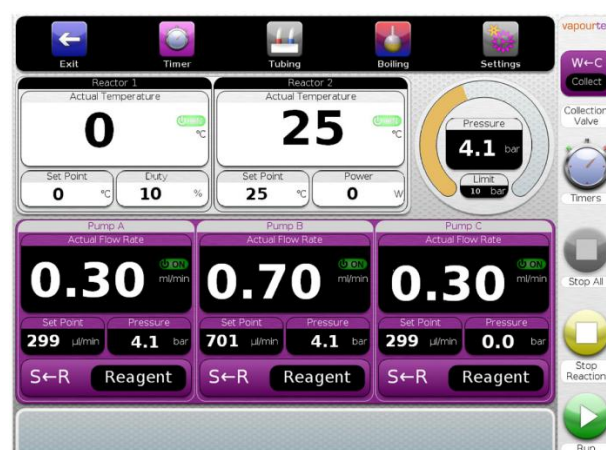 Exit Timer Tubing Boiling Settings
vapourte
W←C
Collect
Collection
Valve
Timers
Stop All
Stop
Reaction
Run
Reactor 1
Actual Temperature
0 ON °C
Set Point Duty
0 °C 10 %
Reactor 2
Actual Temperature
25 ON °C
Set Point Power
25 °C 0 W
Pressure
4.1 bar
Limit
10 bar
Pump A
Actual Flow Rate
0.30 ON ml/min
Set Point Pressure
299 µl/min 4.1 bar
S←R Reagent
Pump B
Actual Flow Rate
0.70 ON ml/min
Set Point Pressure
701 µl/min 4.1 bar
S←R Reagent
Pump C
Actual Flow Rate
0.30 ON ml/min
Set Point Pressure
299 µl/min 0.0 bar
S←R Reagent